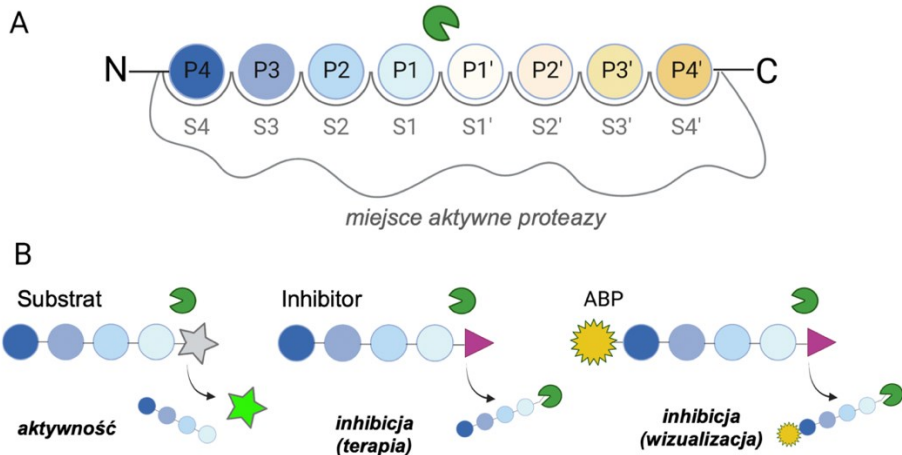 A
N P4 P3 P2 P1 P1' P2' P3' P4' C
S4 S3 S2 S1 S1' S2' S3' S4'
miejsce aktywne proteazy
B
Substrat
Inhibitor
ABP
aktywność
inhibicja
(terapia)
inhibicja
(wizualizacja)